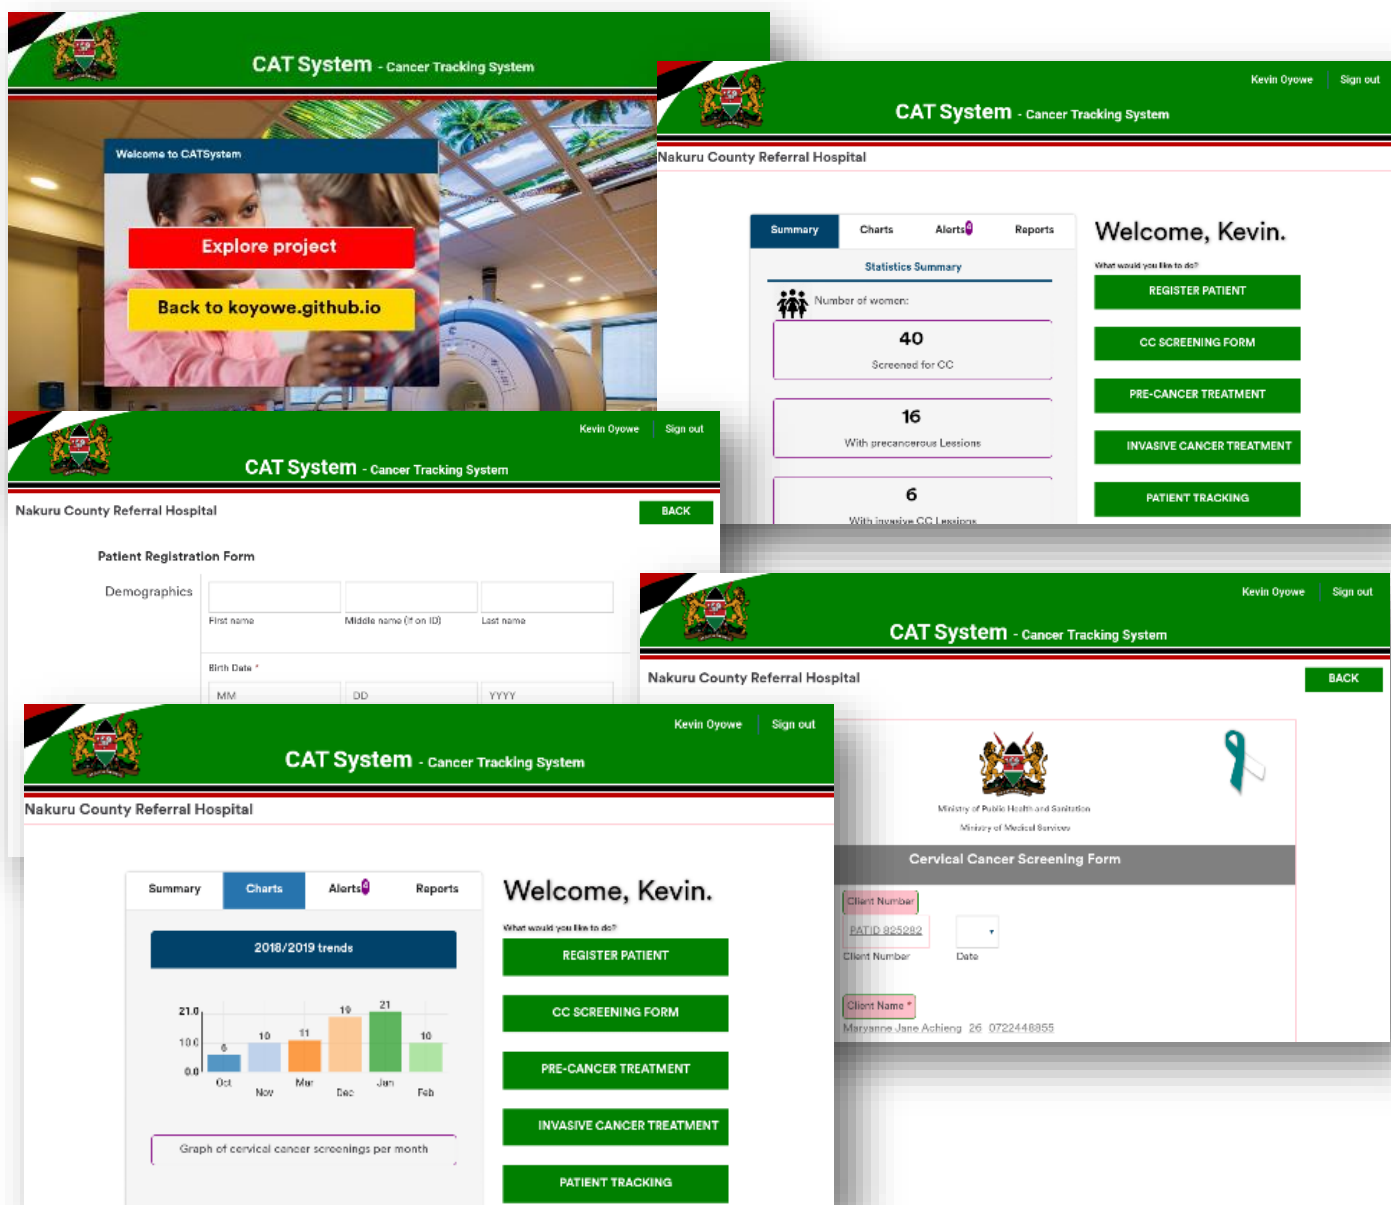 CAT System - Cancer Tracking System
Welcome to CATSystem
Explore project
Back to koyowe.github.io
Kevin Oyowe Sign out
CAT System - Cancer Tracking System
Nakuru County Referral Hospital
Summary Charts Alerts4 Reports
Statistics Summary
Number of women:
40
Screened for CC
16
With precancerous Lessions
6
With invasive CC Lessions
Welcome, Kevin.
What would you like to do?
REGISTER PATIENT
CC SCREENING FORM
PRE-CANCER TREATMENT
INVASIVE CANCER TREATMENT
PATIENT TRACKING
Kevin Oyowe Sign out
CAT System - Cancer Tracking System
Nakuru County Referral Hospital
BACK
Patient Registration Form
Demographics
First name Middle name (if on ID) Last name
Birth Date *
MM DD YYYY
Kevin Oyowe Sign out
CAT System - Cancer Tracking System
Nakuru County Referral Hospital
BACK
Ministry of Public Health and Sanitation
Ministry of Medical Services
Cervical Cancer Screening Form
Client Number
PATID 825282
Client Number Date
Client Name *
Maryanne Jane Achieng 26 0722448855
Kevin Oyowe Sign out
CAT System - Cancer Tracking System
Nakuru County Referral Hospital
Summary Charts Alerts4 Reports
2018/2019 trends
21.0
10.0
0.0
6 10 11 19 21 10
Oct Nov Mar Dec Jan Feb
Graph of cervical cancer screenings per month
Welcome, Kevin.
What would you like to do?
REGISTER PATIENT
CC SCREENING FORM
PRE-CANCER TREATMENT
INVASIVE CANCER TREATMENT
PATIENT TRACKING